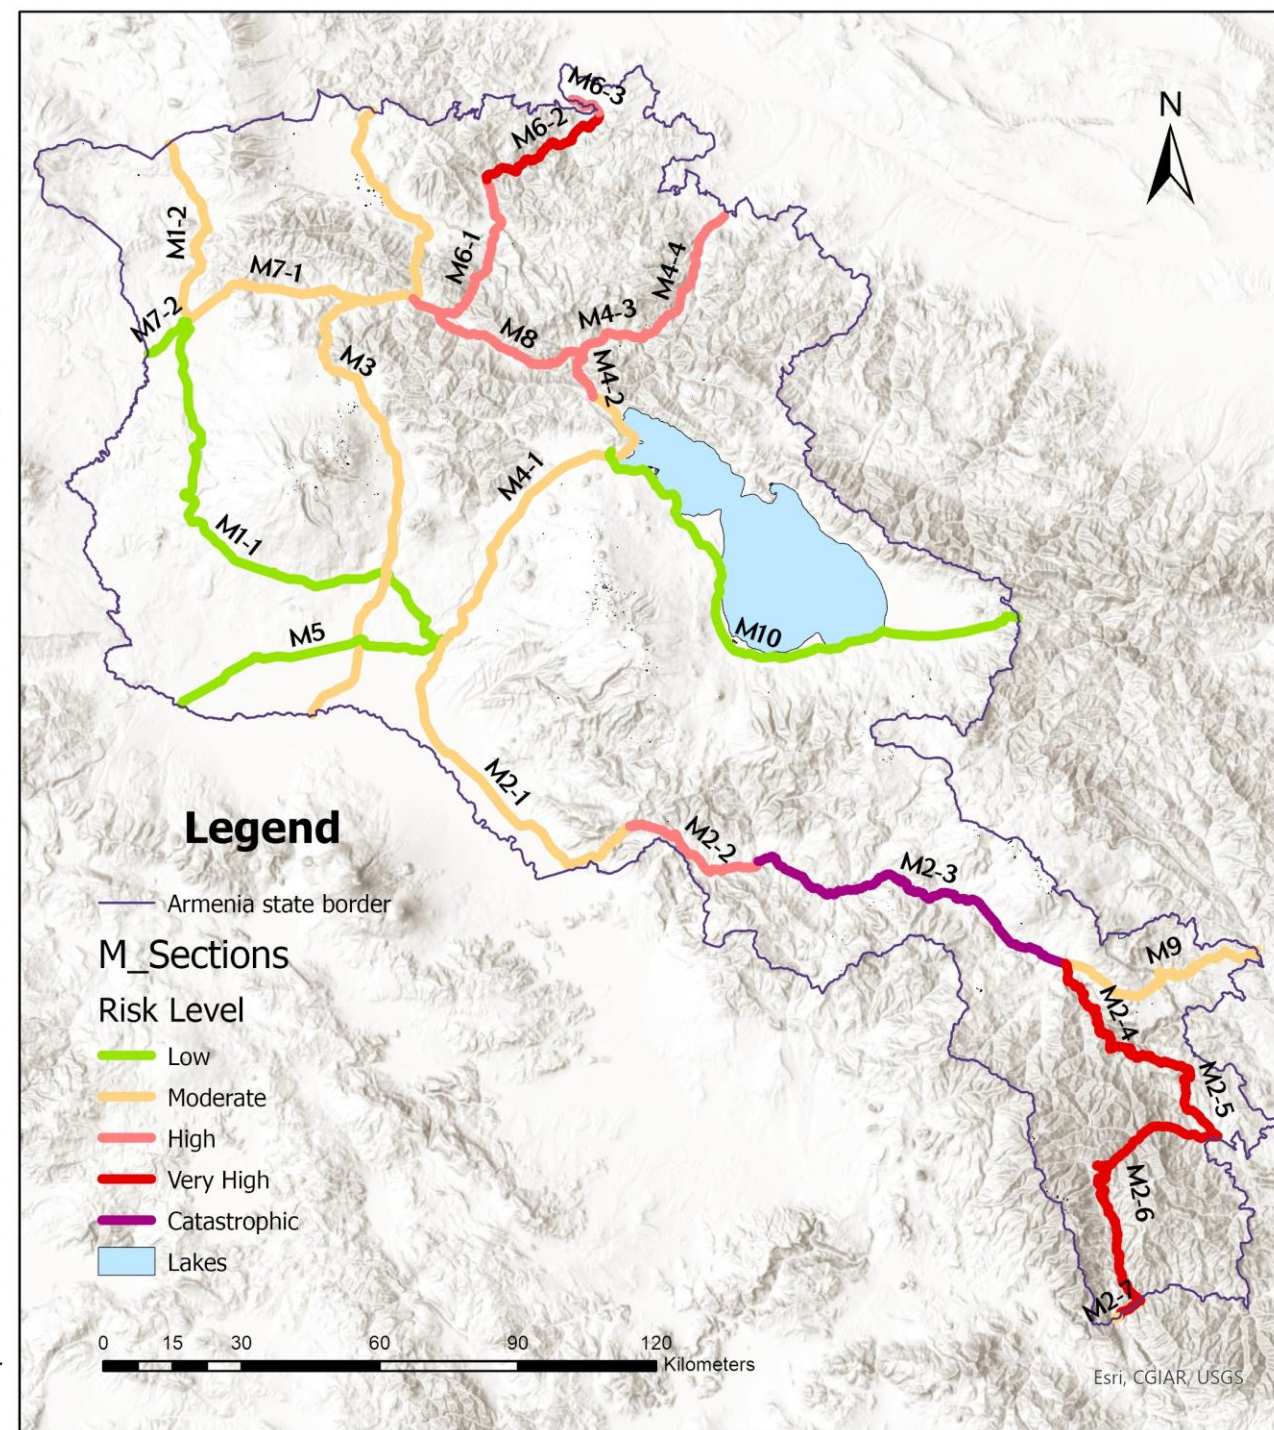 M6-3
N
M6-2
M1-2
M6-1
M4-4
M7-1
M7-2
M4-3
M8
M3
M4-2
M4-1
M1-1
M5
M10
M2-1
Legend
M2-2
M2-3
Armenia state border
M_Sections
M9
Risk Level
M2-4
Low
Moderate
M2-5
High
Very High
M2-6
Catastrophic
Lakes
M2-7
0 15 30 60 90 120
Kilometers
Esri, CGIAR, USGS